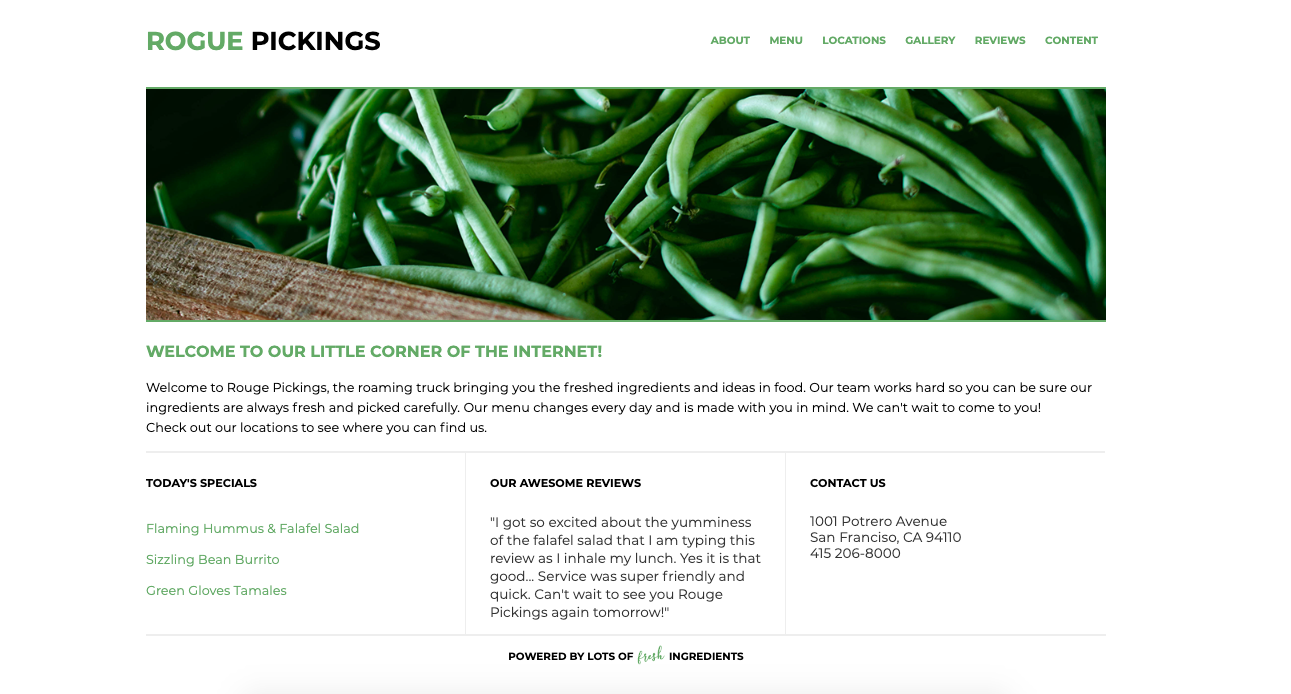 ROGUE PICKINGS
ABOUT MENU LOCATIONS GALLERY REVIEWS CONTENT
WELCOME TO OUR LITTLE CORNER OF THE INTERNET!
Welcome to Rouge Pickings, the roaming truck bringing you the freshed ingredients and ideas in food. Our team works hard so you can be sure our
ingredients are always fresh and picked carefully. Our menu changes every day and is made with you in mind. We can't wait to come to you!
Check out our locations to see where you can find us.
TODAY'S SPECIALS
Flaming Hummus & Falafel Salad
Sizzling Bean Burrito
Green Gloves Tamales
OUR AWESOME REVIEWS
"I got so excited about the yumminess
of the falafel salad that I am typing this
review as I inhale my lunch. Yes it is that
good... Service was super friendly and
quick. Can't wait to see you Rouge
Pickings again tomorrow!"
CONTACT US
1001 Potrero Avenue
San Franciso, CA 94110
415 206-8000
POWERED BY LOTS OF fresh INGREDIENTS